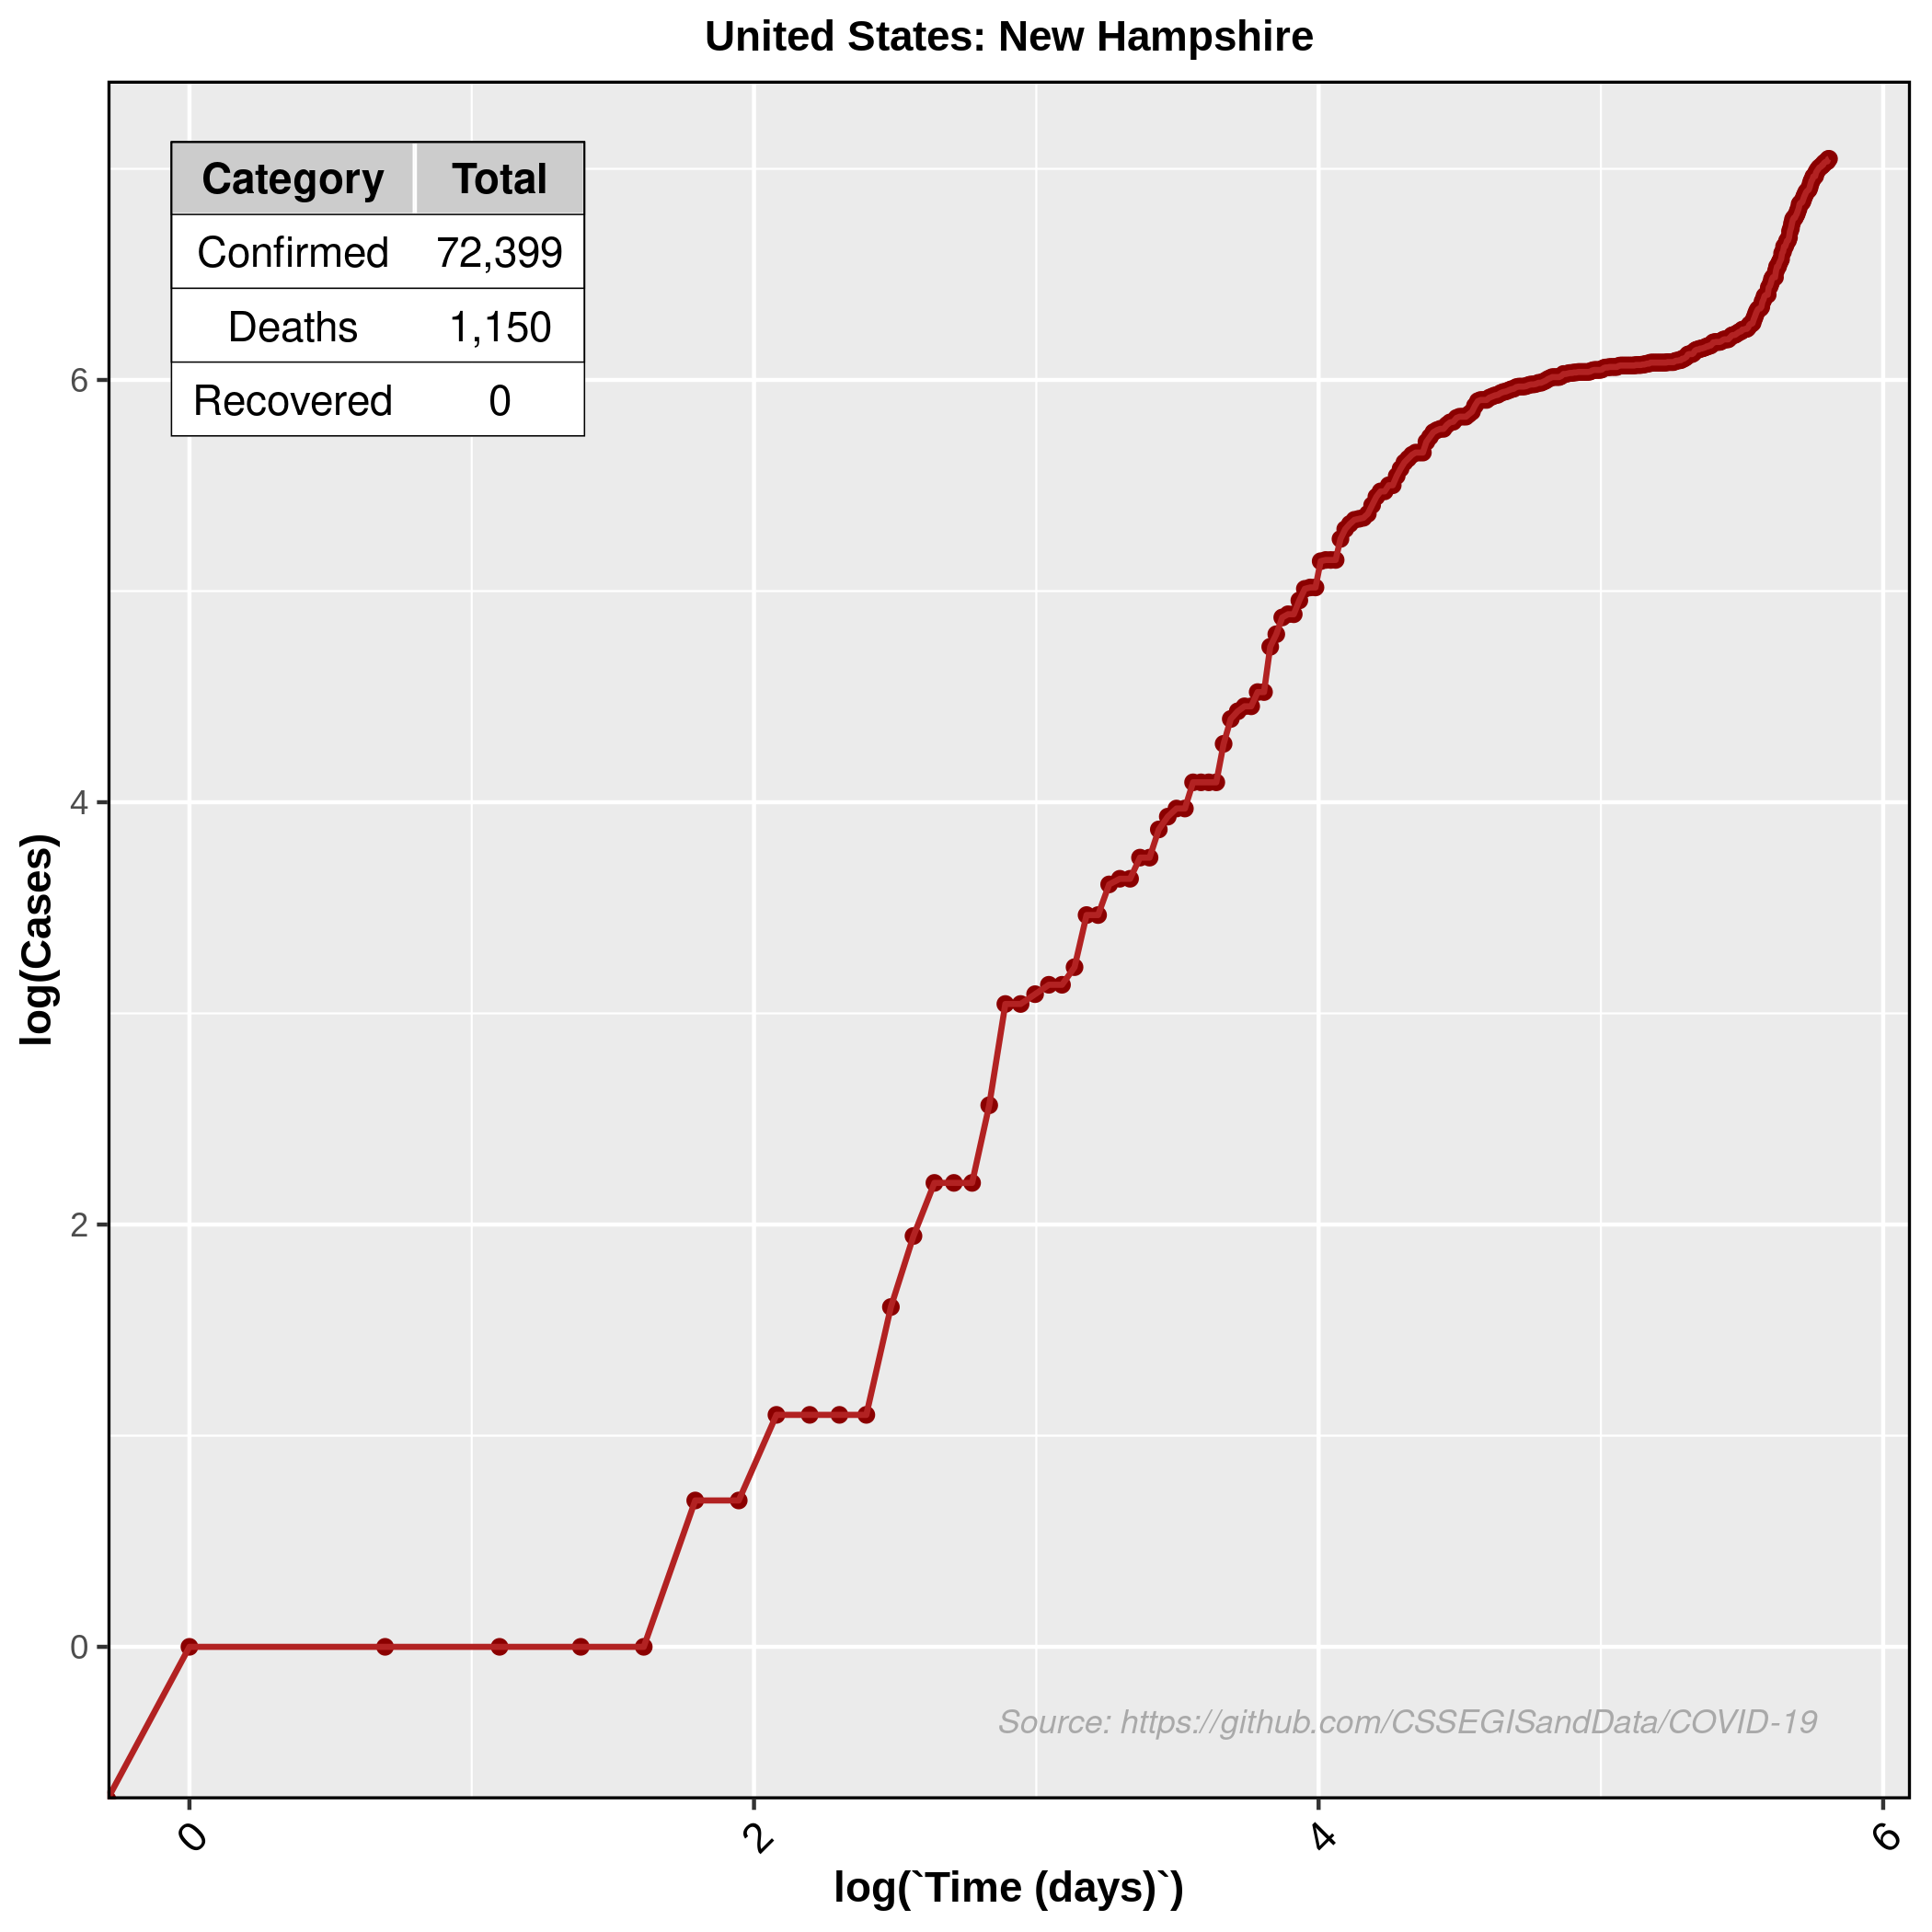 United States: New Hampshire
Category Total
Confirmed 72,399
Deaths 1,150
Recovered 0
6
4
2
0
log(Cases)
Source: https://github.com/CSSEGISandData/COVID-19
0 2 4 6
log(`Time (days)`)